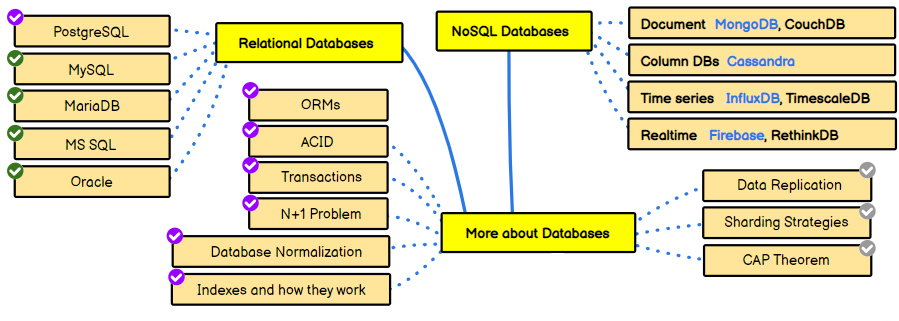 PostgreSQL
MySQL
MariaDB
MS SQL
Oracle
Relational Databases
NoSQL Databases
Document MongoDB, CouchDB
Column DBs Cassandra
Time series InfluxDB, TimescaleDB
Realtime Firebase, RethinkDB
ORMs
ACID
Transactions
N+1 Problem
Database Normalization
Indexes and how they work
More about Databases
Data Replication
Sharding Strategies
CAP Theorem